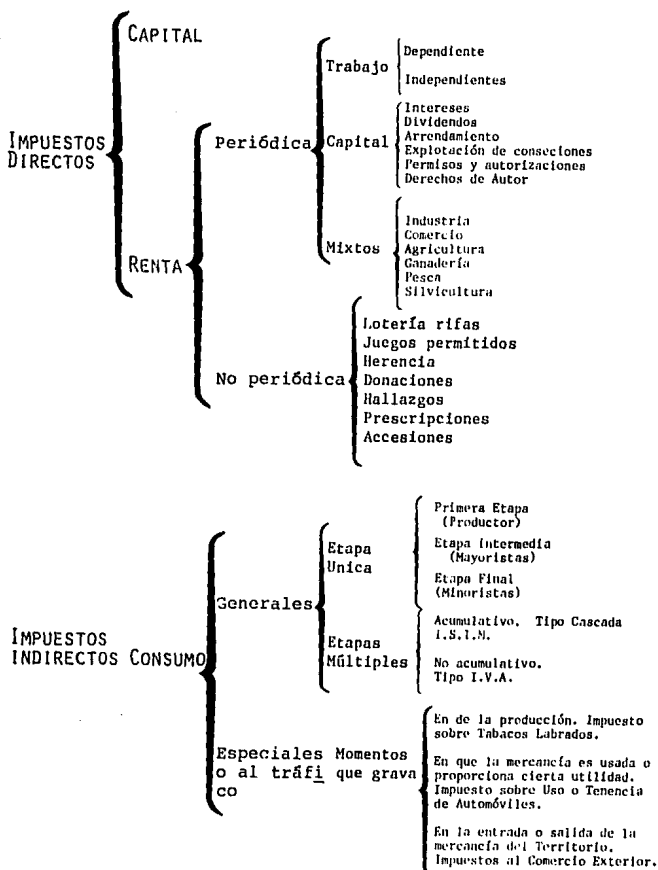 IMPUESTOS
DIRECTOS
CAPITAL
RENTA
Periódica
Trabajo
Dependiente
Independientes
Capital
Intereses
Dividendos
Arrendamiento
Explotación de conseciones
Permisos y autorizaciones
Derechos de Autor
Mixtos
Industria
Comercio
Agricultura
Ganadería
Pesca
Silvicultura
No periódica
Lotería rifas
Juegos permitidos
Herencia
Donaciones
Hallazgos
Prescripciones
Accesiones
IMPUESTOS
INDIRECTOS CONSUMO
Generales
Etapa
Unica
Primera Etapa
(Productor)
Etapa Intermedia
(Mayoristas)
Etapa Final
(Minoristas)
Etapas
Múltiples
Acumulativo. Tipo Cascada
I.S.I.M.
No acumulativo.
Tipo I.V.A.
Especiales Momentos
o al tráfi que grava
co
En de la producción. Impuesto
sobre Tabacos Labrados.
En que la mercancía es usada o
proporciona cierta utilidad.
Impuesto sobre Uso o Tenencia
de Automóviles.
En la entrada o salida de la
mercancía del Territorio.
Impuestos al Comercio Exterior.